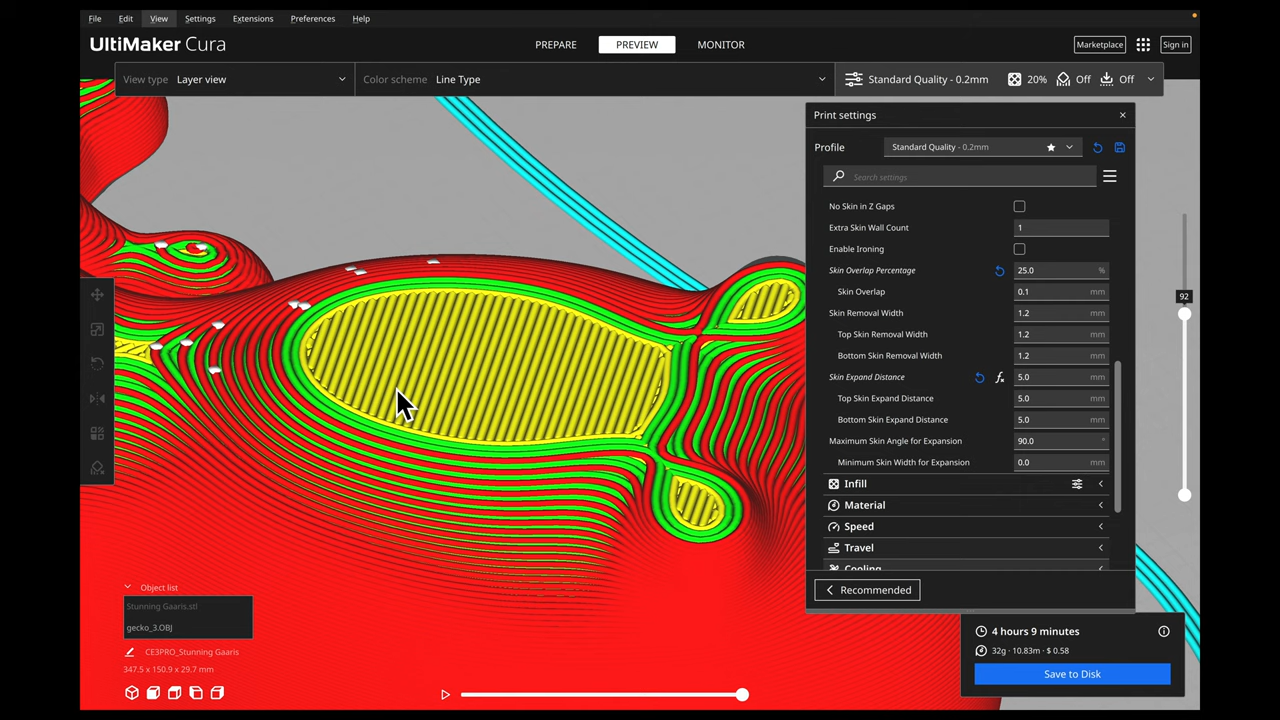 File Edit View Settings Extensions Preferences Help
UltiMaker Cura PREPARE PREVIEW MONITOR Marketplace Sign in
View type Layer view Color scheme Line Type Standard Quality - 0.2mm 20% Off Off
Print settings
Profile Standard Quality - 0.2mm
Search settings
No Skin in Z Gaps
Extra Skin Wall Count 1
Enable Ironing
Skin Overlap Percentage 25.0 %
Skin Overlap 0.1 mm
Skin Removal Width 1.2 mm
Top Skin Removal Width 1.2 mm
Bottom Skin Removal Width 1.2 mm
Skin Expand Distance fx 5.0 mm
Top Skin Expand Distance 5.0 mm
Bottom Skin Expand Distance 5.0 mm
Maximum Skin Angle for Expansion 90.0 °
Minimum Skin Width for Expansion 0.0 mm
Infill
Material
Speed
Travel
Cooling
Recommended
92
Object list
Stunning Gaaris.stl
gecko_3.OBJ
CE3PRO_Stunning Gaaris
347.5 x 150.9 x 29.7 mm
4 hours 9 minutes
32g · 10.83m · $ 0.58
Save to Disk